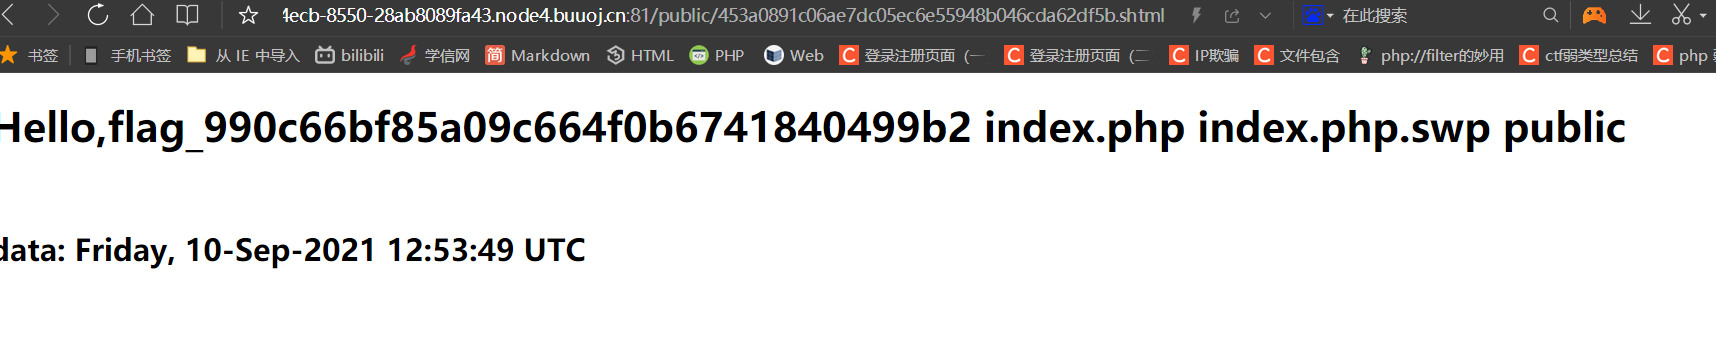 4ecb-8550-28ab8089fa43.node4.buuoj.cn:81/public/453a0891c06ae7dc05ec6e55948b046cda62df5b.shtml 在此搜索
书签 手机书签 从 IE 中导入 bilibili 学信网 简 Markdown HTML PHP Web C 登录注册页面（一 C 登录注册页面（二 C IP欺骗 C 文件包含 php://filter的妙用 C ctf弱类型总结 C php
Hello,flag_990c66bf85a09c664f0b6741840499b2 index.php index.php.swp public
data: Friday, 10-Sep-2021 12:53:49 UTC